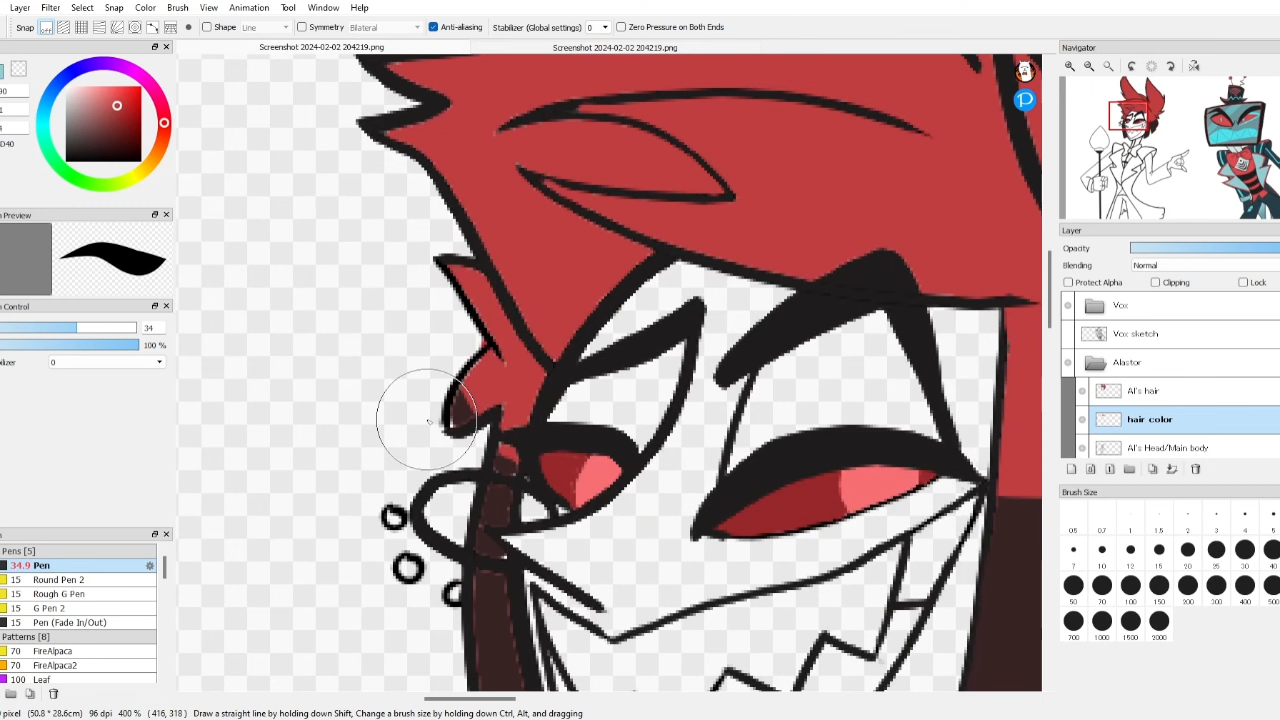 Layer Filter Select Snap Color Brush View Animation Tool Window Help
Snap Shape Line Symmetry Bilateral Anti-aliasing Stabilizer (Global settings) 0 Zero Pressure on Both Ends
Screenshot 2024-02-02 204219.png Screenshot 2024-02-02 204219.png
Navigator
90
1
4
D40
Preview
Control
34
100 %
0
Layer
Opacity
Blending Normal
Protect Alpha Clipping Lock
Vox
Vox sketch
Alastor
Al's hair
hair color
Al's Head/Main body
Brush Size
0.5 0.7 1 1.5 2 3 4 5
7 10 12 15 20 25 30 40
50 70 100 150 200 300 400 500
700 1000 1500 2000
Pens [5]
34.9 Pen
15 Round Pen 2
15 Rough G Pen
15 G Pen 2
15 Pen (Fade In/Out)
Patterns [8]
70 FireAlpaca
70 FireAlpaca2
100 Leaf
pixel (50.8 * 28.6cm) 96 dpi 400 % ( 416, 318 ) Draw a straight line by holding down Shift, Change a brush size by holding down Ctrl, Alt, and dragging